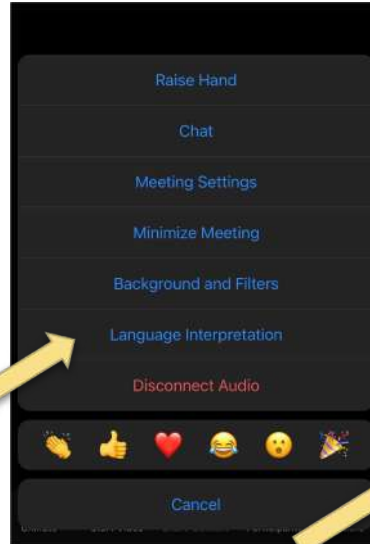 Raise Hand
Chat
Meeting Settings
Minimize Meeting
Background and Filters
Language Interpretation
Disconnect Audio
Cancel